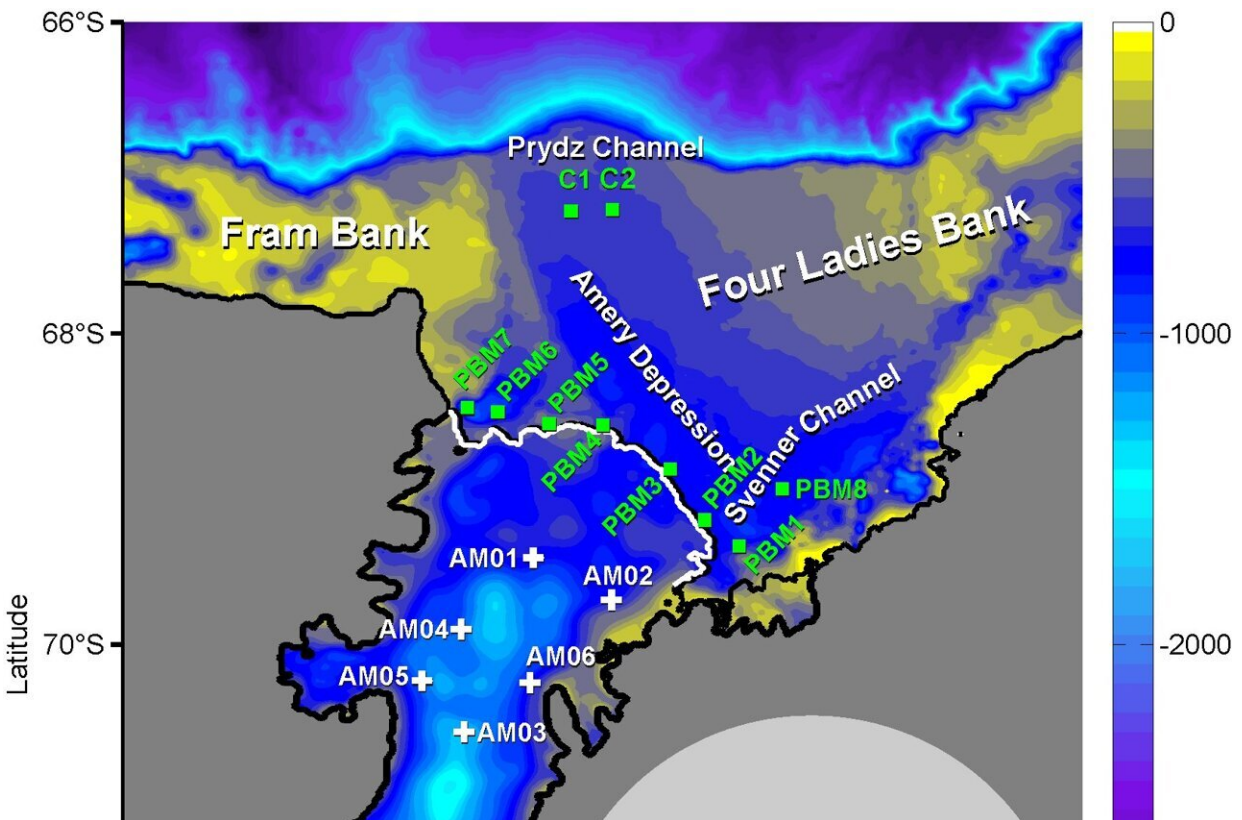 66°S
0
Prydz Channel
C1 C2
Fram Bank
Four Ladies Bank
68°S
-1000
Amery Depression
PBM7
PBM6
PBM5
Svenner Channel
PBM4
PBM3
PBM2
PBM8
PBM1
AM01
AM02
AM04
70°S
-2000
AM06
AM05
AM03
Latitude